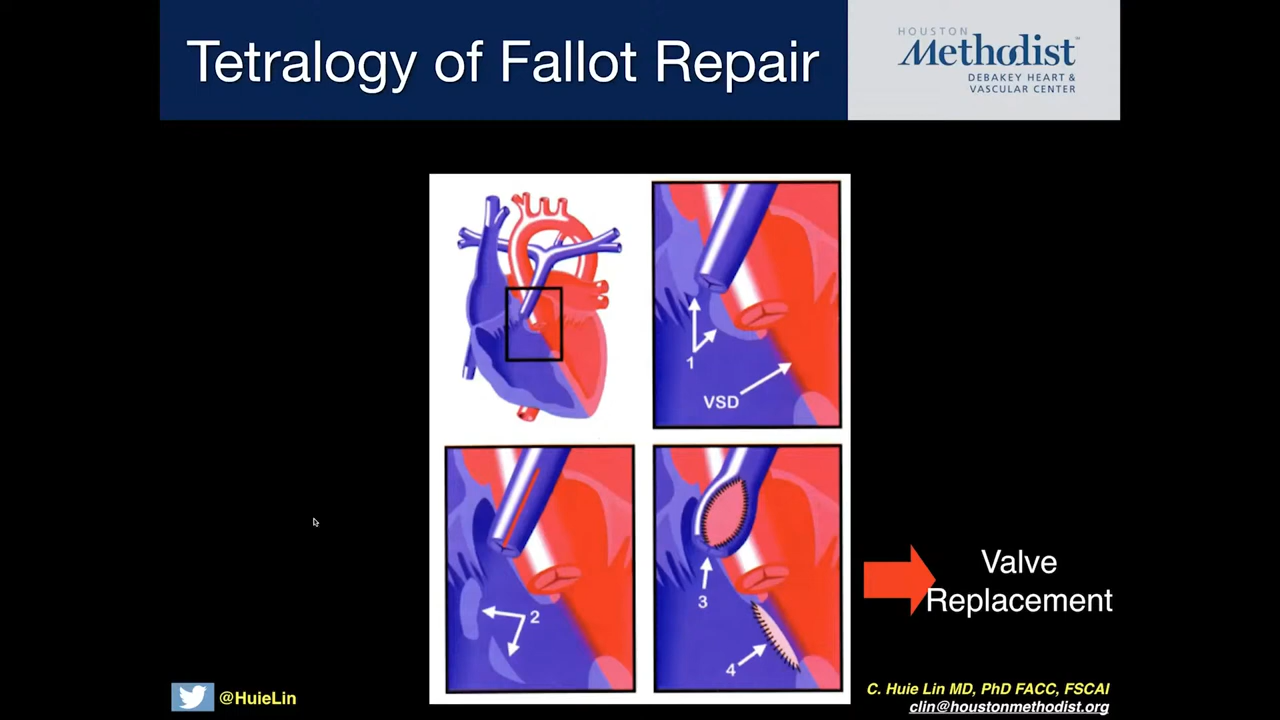 Tetralogy of Fallot Repair
HOUSTON
Methodist
DEBAKEY HEART &
VASCULAR CENTER
1
VSD
2
3
4
Valve
Replacement
@HuieLin
C. Huie Lin MD, PhD FACC, FSCAI
clin@houstonmethodist.org